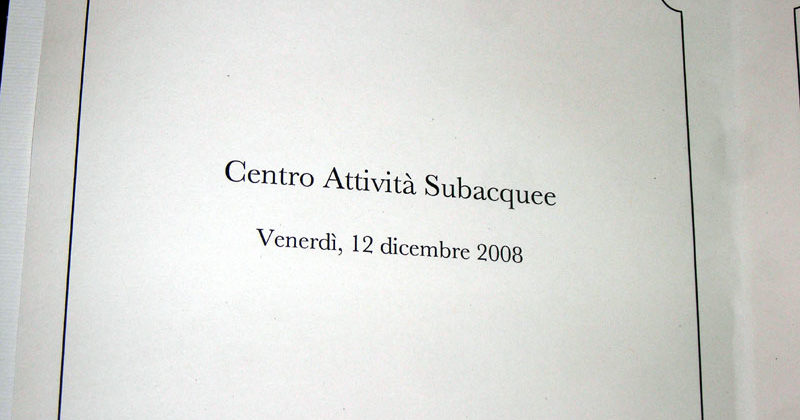 Centro Attività Subacquee
Venerdì, 12 dicembre 2008